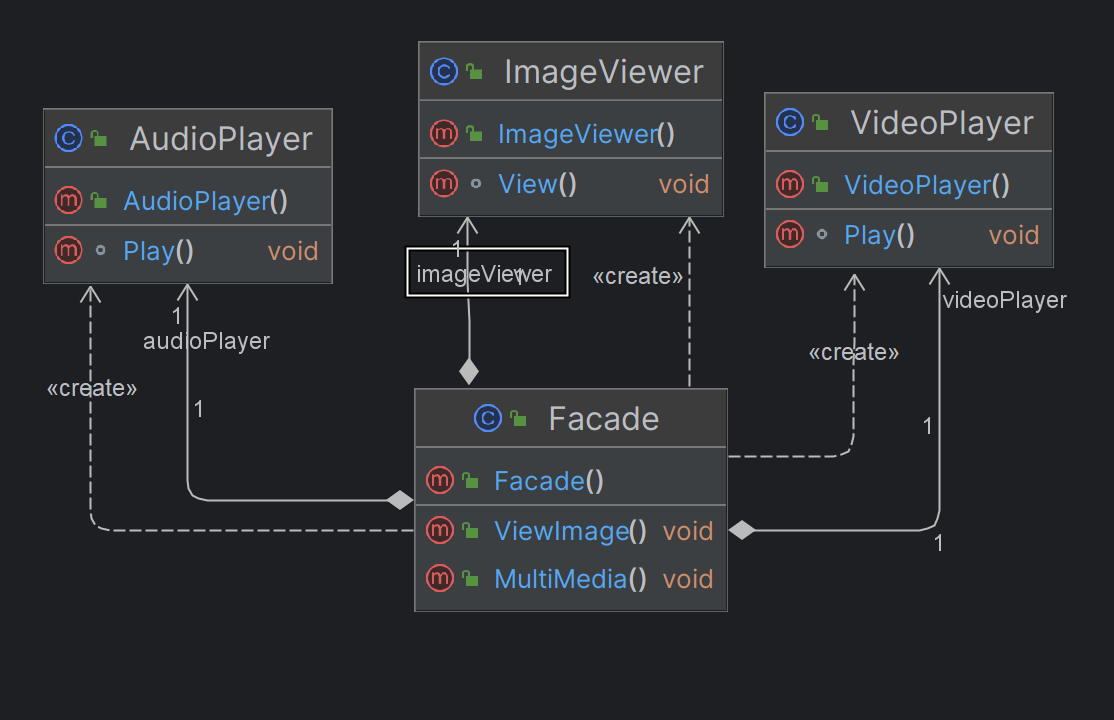 ImageViewer
ImageViewer()
View() void
AudioPlayer
AudioPlayer()
Play() void
VideoPlayer
VideoPlayer()
Play() void
1
imageViewer
1
«create»
1
audioPlayer
«create»
1
videoPlayer
«create»
1
1
Facade
Facade()
ViewImage() void
MultiMedia() void